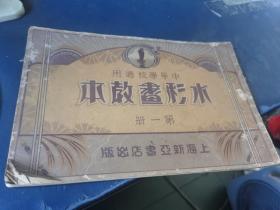 用適校學等中
本啟畫彩水
冊一第
版出店書亞新海上